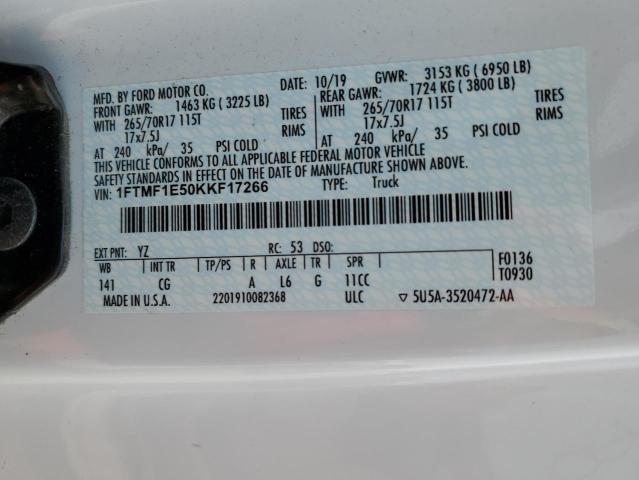 MFD. BY FORD MOTOR CO. DATE: 10/19 GVWR: 3153 KG ( 6950 LB)
FRONT GAWR: 1463 KG ( 3225 LB) REAR GAWR: 1724 KG ( 3800 LB)
WITH 265/70R17 115T TIRES WITH 265/70R17 115T TIRES
17x7.5J RIMS 17x7.5J RIMS
AT 240 kPa/ 35 PSI COLD AT 240 kPa/ 35 PSI COLD
THIS VEHICLE CONFORMS TO ALL APPLICABLE FEDERAL MOTOR VEHICLE
SAFETY STANDARDS IN EFFECT ON THE DATE OF MANUFACTURE SHOWN ABOVE.
VIN: 1FTMF1E50KKF17266 TYPE: Truck
EXT PNT: YZ RC: 53 DSO: F0136
WB INT TR TP/PS R AXLE TR SPR T0930
141 CG A L6 G 11CC
MADE IN U.S.A. 2201910082368 ULC ▽ 5U5A-3520472-AA